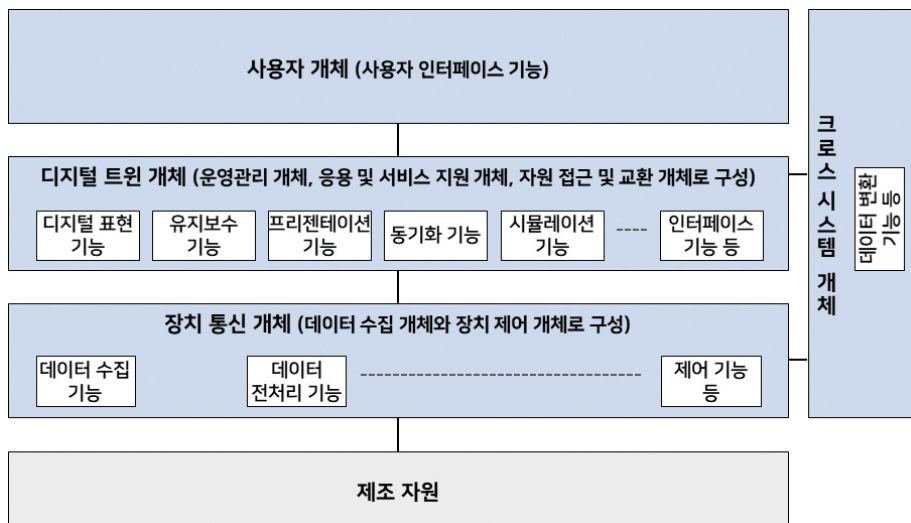 사용자 개체 (사용자 인터페이스 기능)
디지털 트윈 개체 (운영관리 개체, 응용 및 서비스 지원 개체, 자원 접근 및 교환 개체로 구성)
디지털 표현
기능
유지보수
기능
프리젠테이션
기능
동기화 기능
시뮬레이션
기능
인터페이스
기능 등
장치 통신 개체 (데이터 수집 개체와 장치 제어 개체로 구성)
데이터 수집
기능
데이터
전처리 기능
제어 기능
등
제조 자원
크로스 시스템 개체
데이터 변환
기능 등